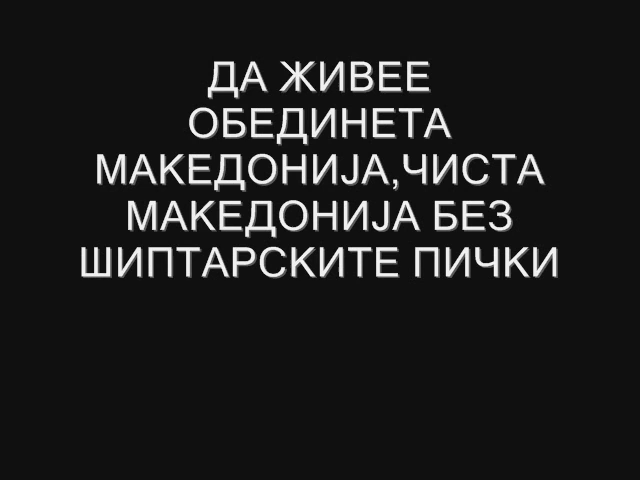 ДА ЖИВЕЕ
ОБЕДИНЕТА
МАКЕДОНИЈА,ЧИСТА
МАКЕДОНИЈА БЕЗ
ШИПТАРСКИТЕ ПИЧКИ